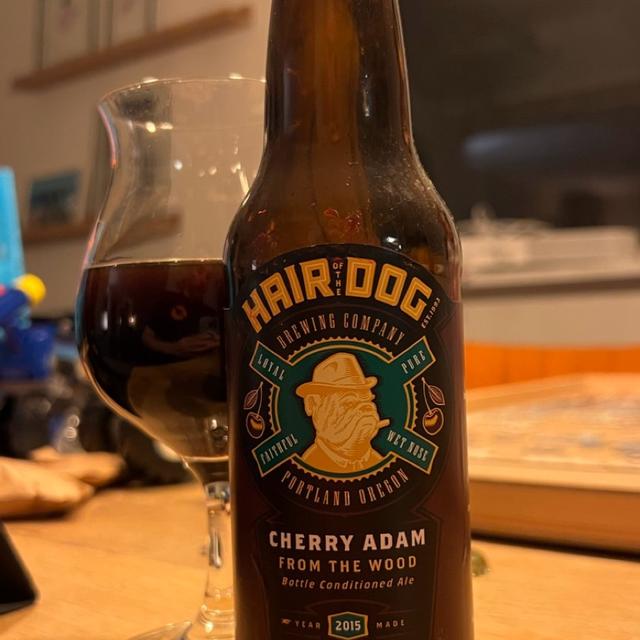 HAIR OF THE DOG
EST. 1993
BREWING COMPANY
LOYAL
PURE
FAITHFUL
WET NOSE
PORTLAND OREGON
CHERRY ADAM
FROM THE WOOD
Bottle Conditioned Ale
YEAR 2015 MADE